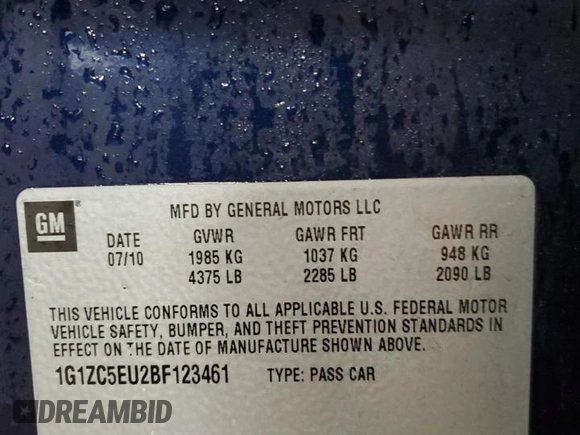 GM
MFD BY GENERAL MOTORS LLC
DATE GVWR GAWR FRT GAWR RR
07/10 1985 KG 1037 KG 948 KG
4375 LB 2285 LB 2090 LB
THIS VEHICLE CONFORMS TO ALL APPLICABLE U.S. FEDERAL MOTOR
VEHICLE SAFETY, BUMPER, AND THEFT PREVENTION STANDARDS IN
EFFECT ON THE DATE OF MANUFACTURE SHOWN ABOVE.
1G1ZC5EU2BF123461 TYPE: PASS CAR
DREAMBID